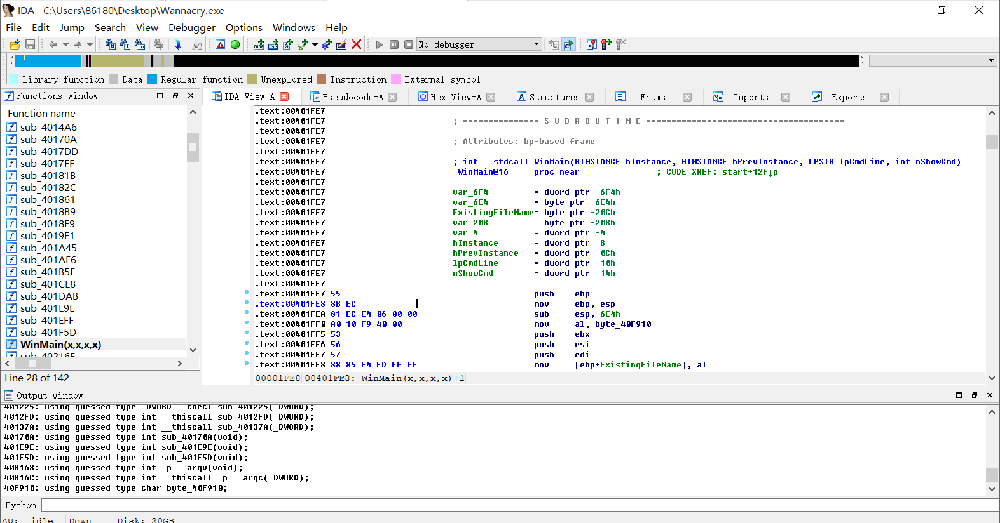 IDA - C:\Users\86180\Desktop\Wannacry.exe
File Edit Jump Search View Debugger Options Windows Help
No debugger
Library function Data Regular function Unexplored Instruction External symbol
Functions window
IDA View-A Pseudocode-A Hex View-A Structures Enums Imports Exports
Function name
sub_4014A6
sub_40170A
sub_4017DD
sub_4017FF
sub_40181B
sub_40182C
sub_401861
sub_4018B9
sub_4018F9
sub_4019E1
sub_401A45
sub_401AF6
sub_401B5F
sub_401CE8
sub_401DAB
sub_401E9E
sub_401EFF
sub_401F5D
WinMain(x,x,x,x)
Line 28 of 142
.text:00401FE7
.text:00401FE7 ; =============== S U B R O U T I N E =======================================
.text:00401FE7
.text:00401FE7 ; Attributes: bp-based frame
.text:00401FE7
.text:00401FE7 ; int __stdcall WinMain(HINSTANCE hInstance, HINSTANCE hPrevInstance, LPSTR lpCmdLine, int nShowCmd)
.text:00401FE7 _WinMain@16 proc near ; CODE XREF: start+12F↓p
.text:00401FE7
.text:00401FE7 var_6F4 = dword ptr -6F4h
.text:00401FE7 var_6E4 = byte ptr -6E4h
.text:00401FE7 ExistingFileName= byte ptr -20Ch
.text:00401FE7 var_20B = byte ptr -20Bh
.text:00401FE7 var_4 = dword ptr -4
.text:00401FE7 hInstance = dword ptr 8
.text:00401FE7 hPrevInstance = dword ptr 0Ch
.text:00401FE7 lpCmdLine = dword ptr 10h
.text:00401FE7 nShowCmd = dword ptr 14h
.text:00401FE7
.text:00401FE7 55 push ebp
.text:00401FE8 8B EC mov ebp, esp
.text:00401FEA 81 EC E4 06 00 00 sub esp, 6E4h
.text:00401FF0 A0 10 F9 40 00 mov al, byte_40F910
.text:00401FF5 53 push ebx
.text:00401FF6 56 push esi
.text:00401FF7 57 push edi
.text:00401FF8 88 85 F4 FD FF FF mov [ebp+ExistingFileName], al
00001FE8 00401FE8: WinMain(x,x,x,x)+1
Output window
401225: using guessed type _DWORD __cdecl sub_401225(_DWORD);
4012FD: using guessed type int __thiscall sub_4012FD(_DWORD);
40137A: using guessed type int __thiscall sub_40137A(_DWORD);
40170A: using guessed type int sub_40170A(void);
401E9E: using guessed type int sub_401E9E(void);
401F5D: using guessed type int sub_401F5D(void);
408168: using guessed type int _p___argv(void);
40816C: using guessed type int __thiscall _p___argc(_DWORD);
40F910: using guessed type char byte_40F910;
Python
AU: idle Down Disk: 20GB